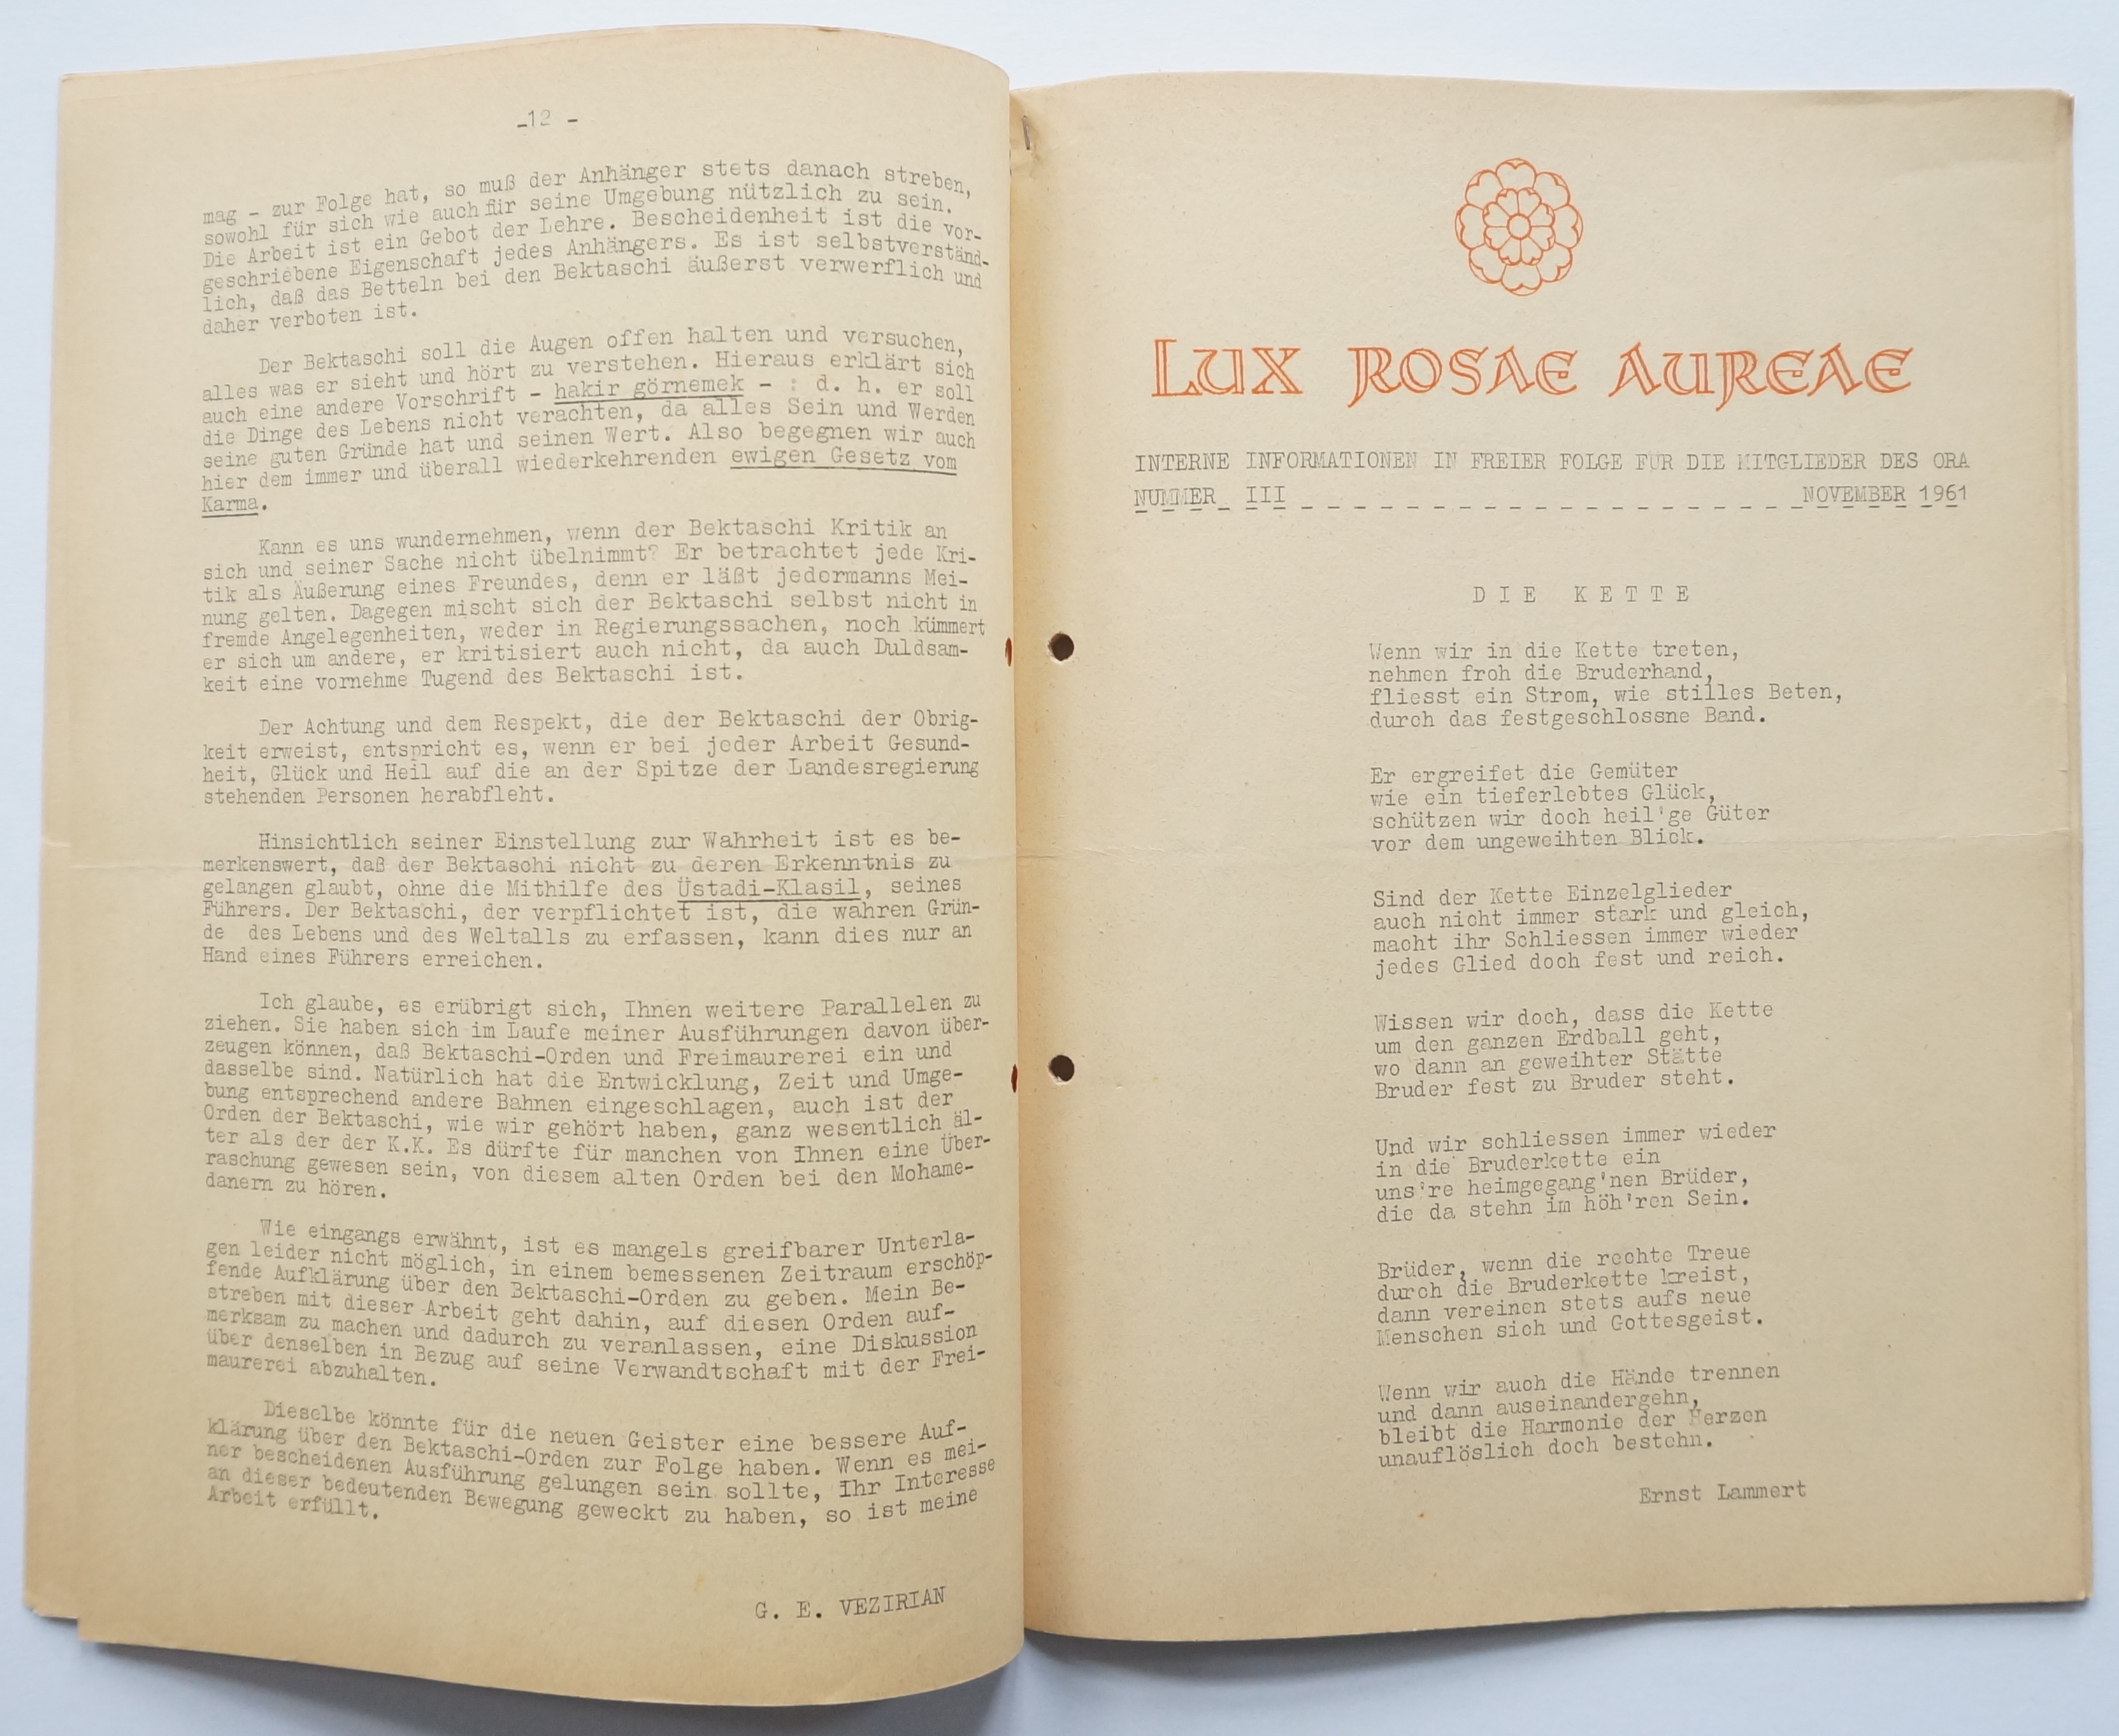 -12 -
mag - zur Folge hat, so muß der Anhänger stets danach streben,
sowohl für sich wie auch für seine Umgebung nützlich zu sein.
Die Arbeit ist ein Gebot der Lehre. Bescheidenheit ist die vor-
geschriebene Eigenschaft jedes Anhängers. Es ist selbstverständ-
lich, daß das Betteln bei den Bektaschi äußerst verwerflich und
daher verboten ist.
Der Bektaschi soll die Augen offen halten und versuchen,
alles was er sieht und hört zu verstehen. Hieraus erklärt sich
auch eine andere Vorschrift - hakir görnemek - : d. h. er soll
die Dinge des Lebens nicht verachten, da alles Sein und Werden
seine guten Gründe hat und seinen Wert. Also begegnen wir auch
hier dem immer und überall wiederkehrenden ewigen Gesetz vom
Karma.
Kann es uns wundernehmen, wenn der Bektaschi Kritik an
sich und seiner Sache nicht übelnimmt? Er betrachtet jede Kri-
tik als Äußerung eines Freundes, denn er läßt jedermanns Mei-
nung gelten. Dagegen mischt sich der Bektaschi selbst nicht in
fremde Angelegenheiten, weder in Regierungssachen, noch kümmert
er sich um andere, er kritisiert auch nicht, da auch Duldsam-
keit eine vornehme Tugend des Bektaschi ist.
Der Achtung und dem Respekt, die der Bektaschi der Obrig-
keit erweist, entspricht es, wenn er bei jeder Arbeit Gesund-
heit, Glück und Heil auf die an der Spitze der Landesregierung
stehenden Personen herabfleht.
Hinsichtlich seiner Einstellung zur Wahrheit ist es be-
merkenswert, daß der Bektaschi nicht zu deren Erkenntnis zu
gelangen glaubt, ohne die Mithilfe des Üstadi-Klasil, seines
Führers. Der Bektaschi, der verpflichtet ist, die wahren Grün-
de des Lebens und des Weltalls zu erfassen, kann dies nur an
Hand eines Führers erreichen.
Ich glaube, es erübrigt sich, Ihnen weitere Parallelen zu
ziehen. Sie haben sich im Laufe meiner Ausführungen davon über-
zeugen können, daß Bektaschi-Orden und Freimaurerei ein und
dasselbe sind. Natürlich hat die Entwicklung, Zeit und Umge-
bung entsprechend andere Bahnen eingeschlagen, auch ist der
Orden der Bektaschi, wie wir gehört haben, ganz wesentlich äl-
ter als der der K.K. Es dürfte für manchen von Ihnen eine Über-
raschung gewesen sein, von diesem alten Orden bei den Mohame-
danern zu hören.
Wie eingangs erwähnt, ist es mangels greifbarer Unterla-
gen leider nicht möglich, in einem bemessenen Zeitraum erschöp-
fende Aufklärung über den Bektaschi-Orden zu geben. Mein Be-
streben mit dieser Arbeit geht dahin, auf diesen Orden auf-
merksam zu machen und dadurch zu veranlassen, eine Diskussion
über denselben in Bezug auf seine Verwandtschaft mit der Frei-
maurerei abzuhalten.
Dieselbe könnte für die neuen Geister eine bessere Auf-
klärung über den Bektaschi-Orden zur Folge haben. Wenn es mei-
ner bescheidenen Ausführung gelungen sein sollte, Ihr Interesse
an dieser bedeutenden Bewegung geweckt zu haben, so ist meine
Arbeit erfüllt.
G. E. VEZIRIAN
LUX ROSAE AUREAE
INTERNE INFORMATIONEN IN FREIER FOLGE FUR DIE MITGLIEDER DES ORA
NUMMER III NOVEMBER 1961
DIE KETTE
Wenn wir in die Kette treten,
nehmen froh die Bruderhand,
fliesst ein Strom, wie stilles Beten,
durch das festgeschlossne Band.
Er ergreifet die Gemüter
wie ein tieferlebtes Glück,
schützen wir doch heil'ge Güter
vor dem ungeweihten Blick.
Sind der Kette Einzelglieder
auch nicht immer stark und gleich,
macht ihr Schliessen immer wieder
jedes Glied doch fest und reich.
Wissen wir doch, dass die Kette
um den ganzen Erdball geht,
wo dann an geweihter Stätte
Bruder fest zu Bruder steht.
Und wir schliessen immer wieder
in die Bruderkette ein
uns're heimgegang'nen Brüder,
die da stehn im höh'ren Sein.
Brüder, wenn die rechte Treue
durch die Bruderkette kreist,
dann vereinen stets aufs neue
Menschen sich und Gottesgeist.
Wenn wir auch die Hände trennen
und dann auseinandergehn,
bleibt die Harmonie der Herzen
unauflöslich doch bestehn.
Ernst Lammert